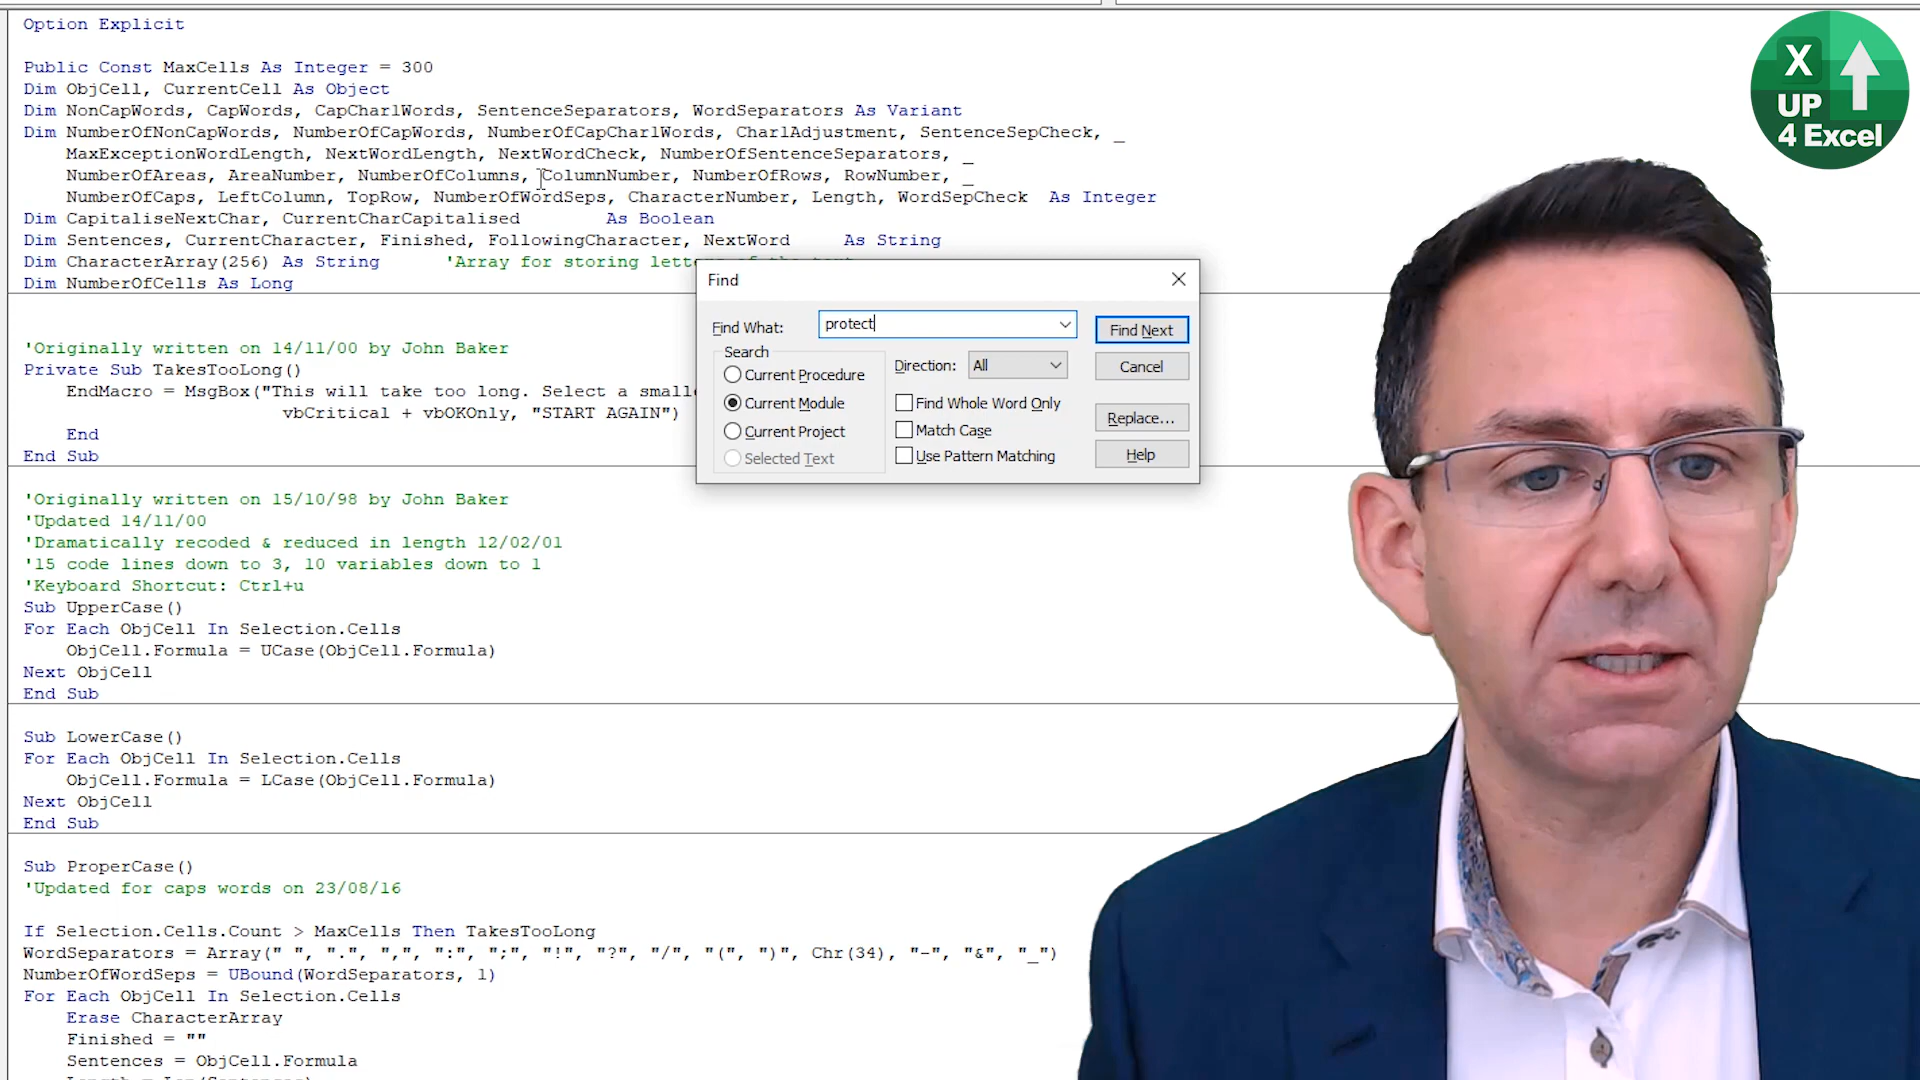 Option Explicit
Public Const MaxCells As Integer = 300
Dim ObjCell, CurrentCell As Object
Dim NonCapWords, CapWords, CapCharlWords, SentenceSeparators, WordSeparators As Variant
Dim NumberOfNonCapWords, NumberOfCapWords, NumberOfCapCharlWords, CharlAdjustment, SentenceSepCheck, _
MaxExceptionWordLength, NextWordLength, NextWordCheck, NumberOfSentenceSeparators, _
NumberOfAreas, AreaNumber, NumberOfColumns, ColumnNumber, NumberOfRows, RowNumber, _
NumberOfCaps, LeftColumn, TopRow, NumberOfWordSeps, CharacterNumber, Length, WordSepCheck As Integer
Dim CapitaliseNextChar, CurrentCharCapitalised As Boolean
Dim Sentences, CurrentCharacter, Finished, FollowingCharacter, NextWord As String
Dim CharacterArray(256) As String 'Array for storing
Dim NumberOfCells As Long
'Originally written on 14/11/00 by John Baker
Private Sub TakesTooLong()
EndMacro = MsgBox("This will take too long. Select a
vbCritical + vbOKOnly, "START AGAIN")
End
End Sub
'Originally written on 15/10/98 by John Baker
'Updated 14/11/00
'Dramatically recoded & reduced in length 12/02/01
'15 code lines down to 3, 10 variables down to 1
'Keyboard Shortcut: Ctrl+u
Sub UpperCase()
For Each ObjCell In Selection.Cells
ObjCell.Formula = UCase(ObjCell.Formula)
Next ObjCell
End Sub
Sub LowerCase()
For Each ObjCell In Selection.Cells
ObjCell.Formula = LCase(ObjCell.Formula)
Next ObjCell
End Sub
Sub ProperCase()
'Updated for caps words on 23/08/16
If Selection.Cells.Count > MaxCells Then TakesTooLong
WordSeparators = Array(" ", ".", ",", ":", ";", "!", "?", "/", "(", ")", Chr(34), "-", "&", "_")
NumberOfWordSeps = UBound(WordSeparators, 1)
For Each ObjCell In Selection.Cells
Erase CharacterArray
Finished = ""
Sentences = ObjCell.Formula
Find
Find What: protect
Find Next
Search
Current Procedure
Current Module
Current Project
Selected Text
Direction: All
Find Whole Word Only
Match Case
Use Pattern Matching
Cancel
Replace...
Help
X
UP
4 Excel